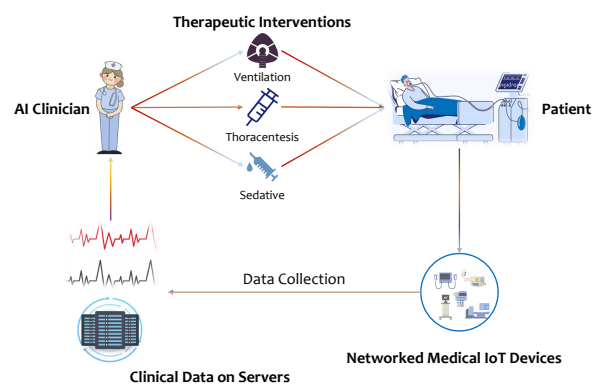 Therapeutic Interventions
Ventilation
AI Clinician
Thoracentesis
Patient
Sedative
Data Collection
Networked Medical IoT Devices
Clinical Data on Servers